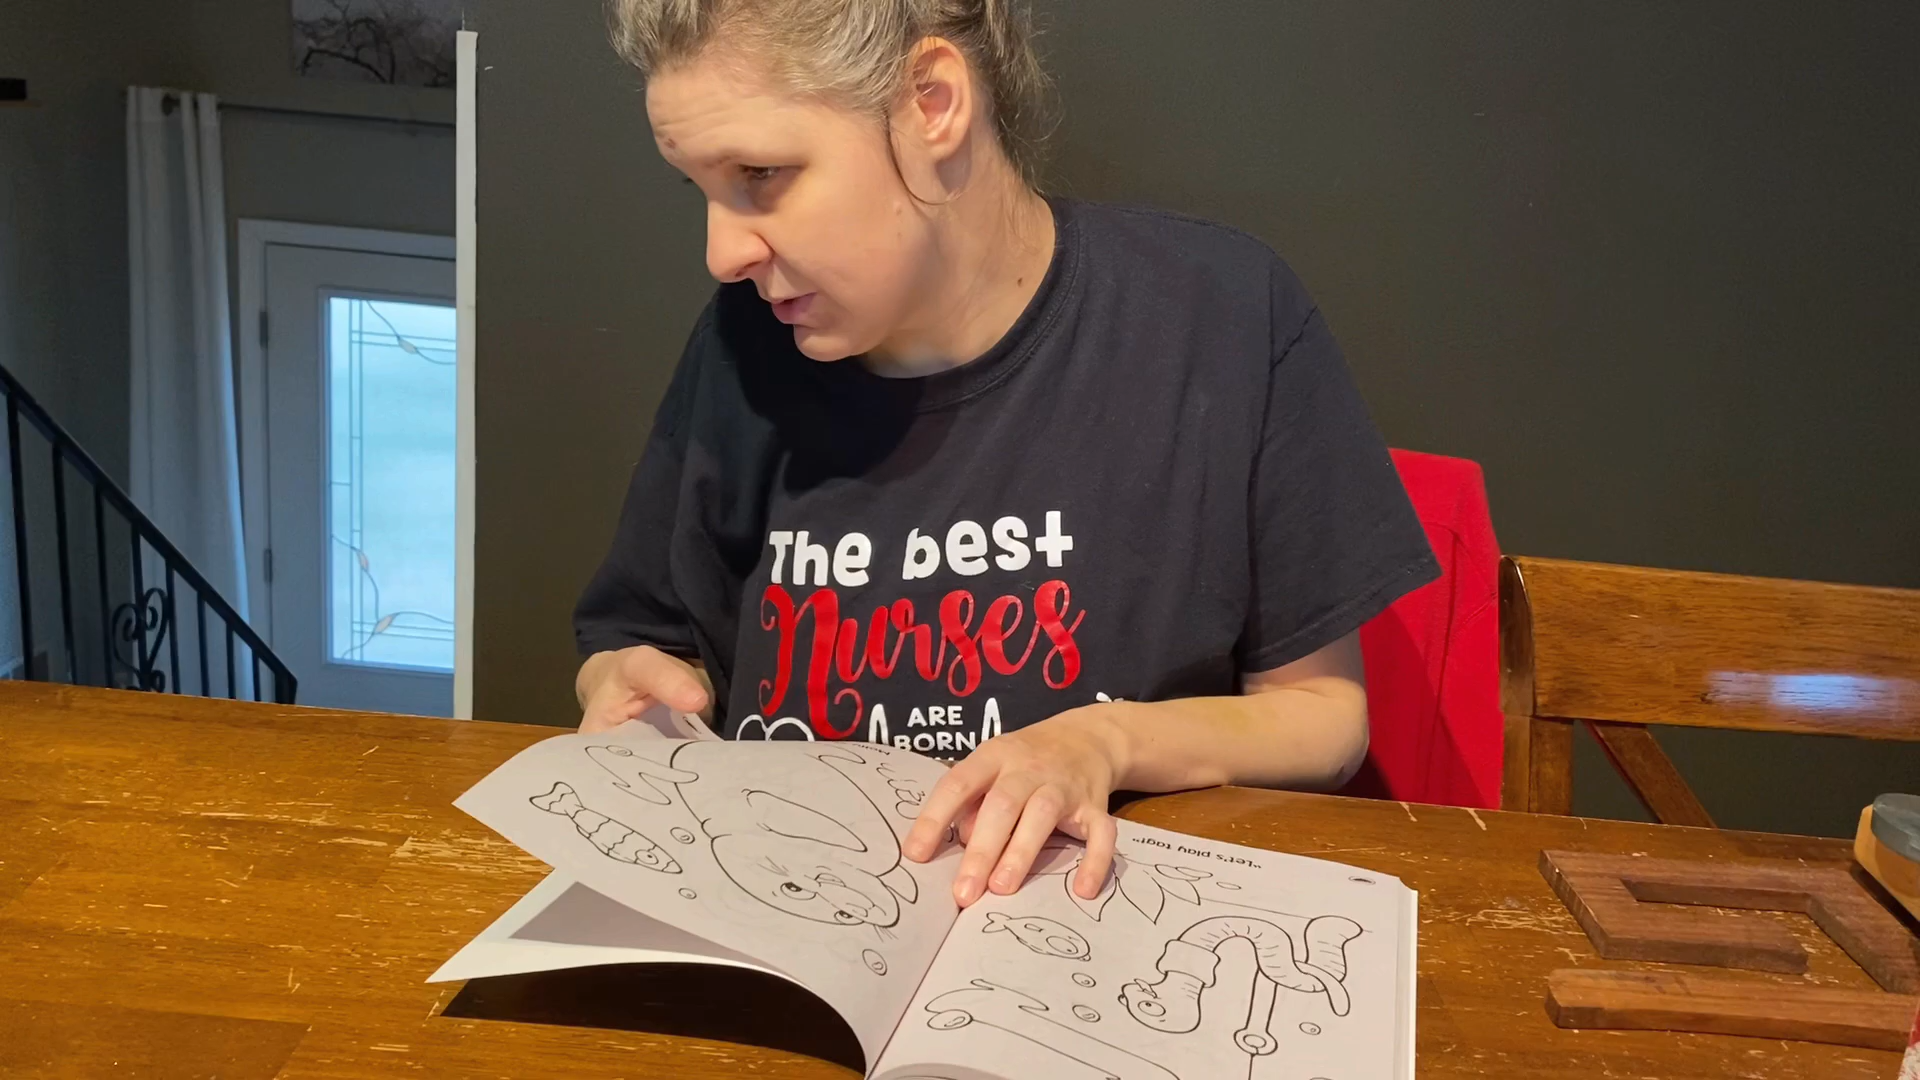 The best
Nurses
ARE
BORN
"Let's play tag!"